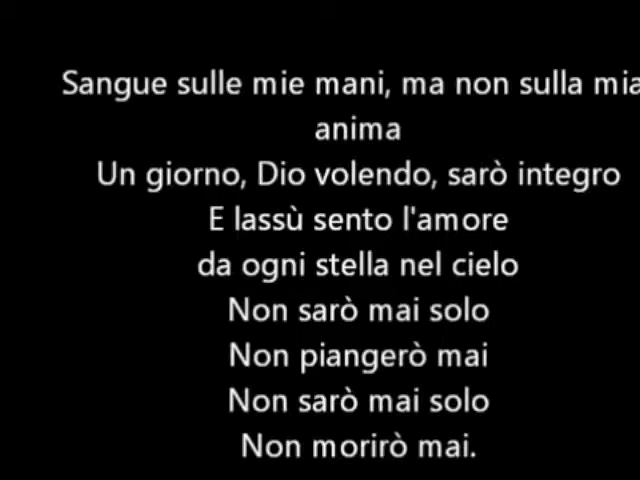 Sangue sulle mie mani, ma non sulla mia
anima
Un giorno, Dio volendo, sarò integro
E lassù sento l'amore
da ogni stella nel cielo
Non sarò mai solo
Non piangerò mai
Non sarò mai solo
Non morirò mai.